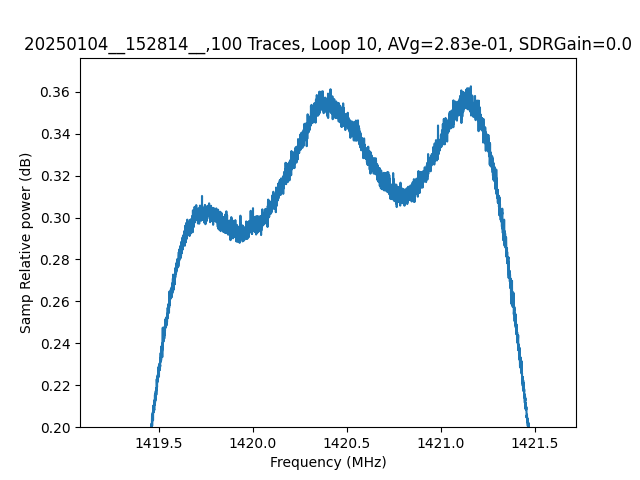 20250104__152814__,100 Traces, Loop 10, AVg=2.83e-01, SDRGain=0.0
0.36
0.34
0.32
0.30
0.28
0.26
0.24
0.22
0.20
Samp Relative power (dB)
1419.5 1420.0 1420.5 1421.0 1421.5
Frequency (MHz)